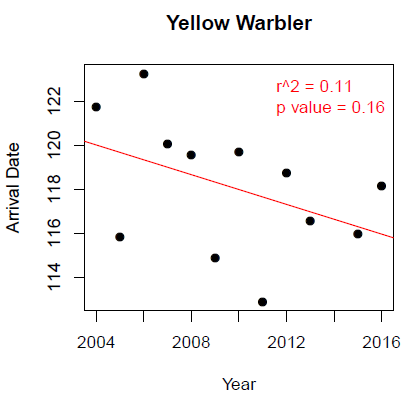 Yellow Warbler
r^2 = 0.11
p value = 0.16
Arrival Date
122
120
118
116
114
2004 2008 2012 2016
Year